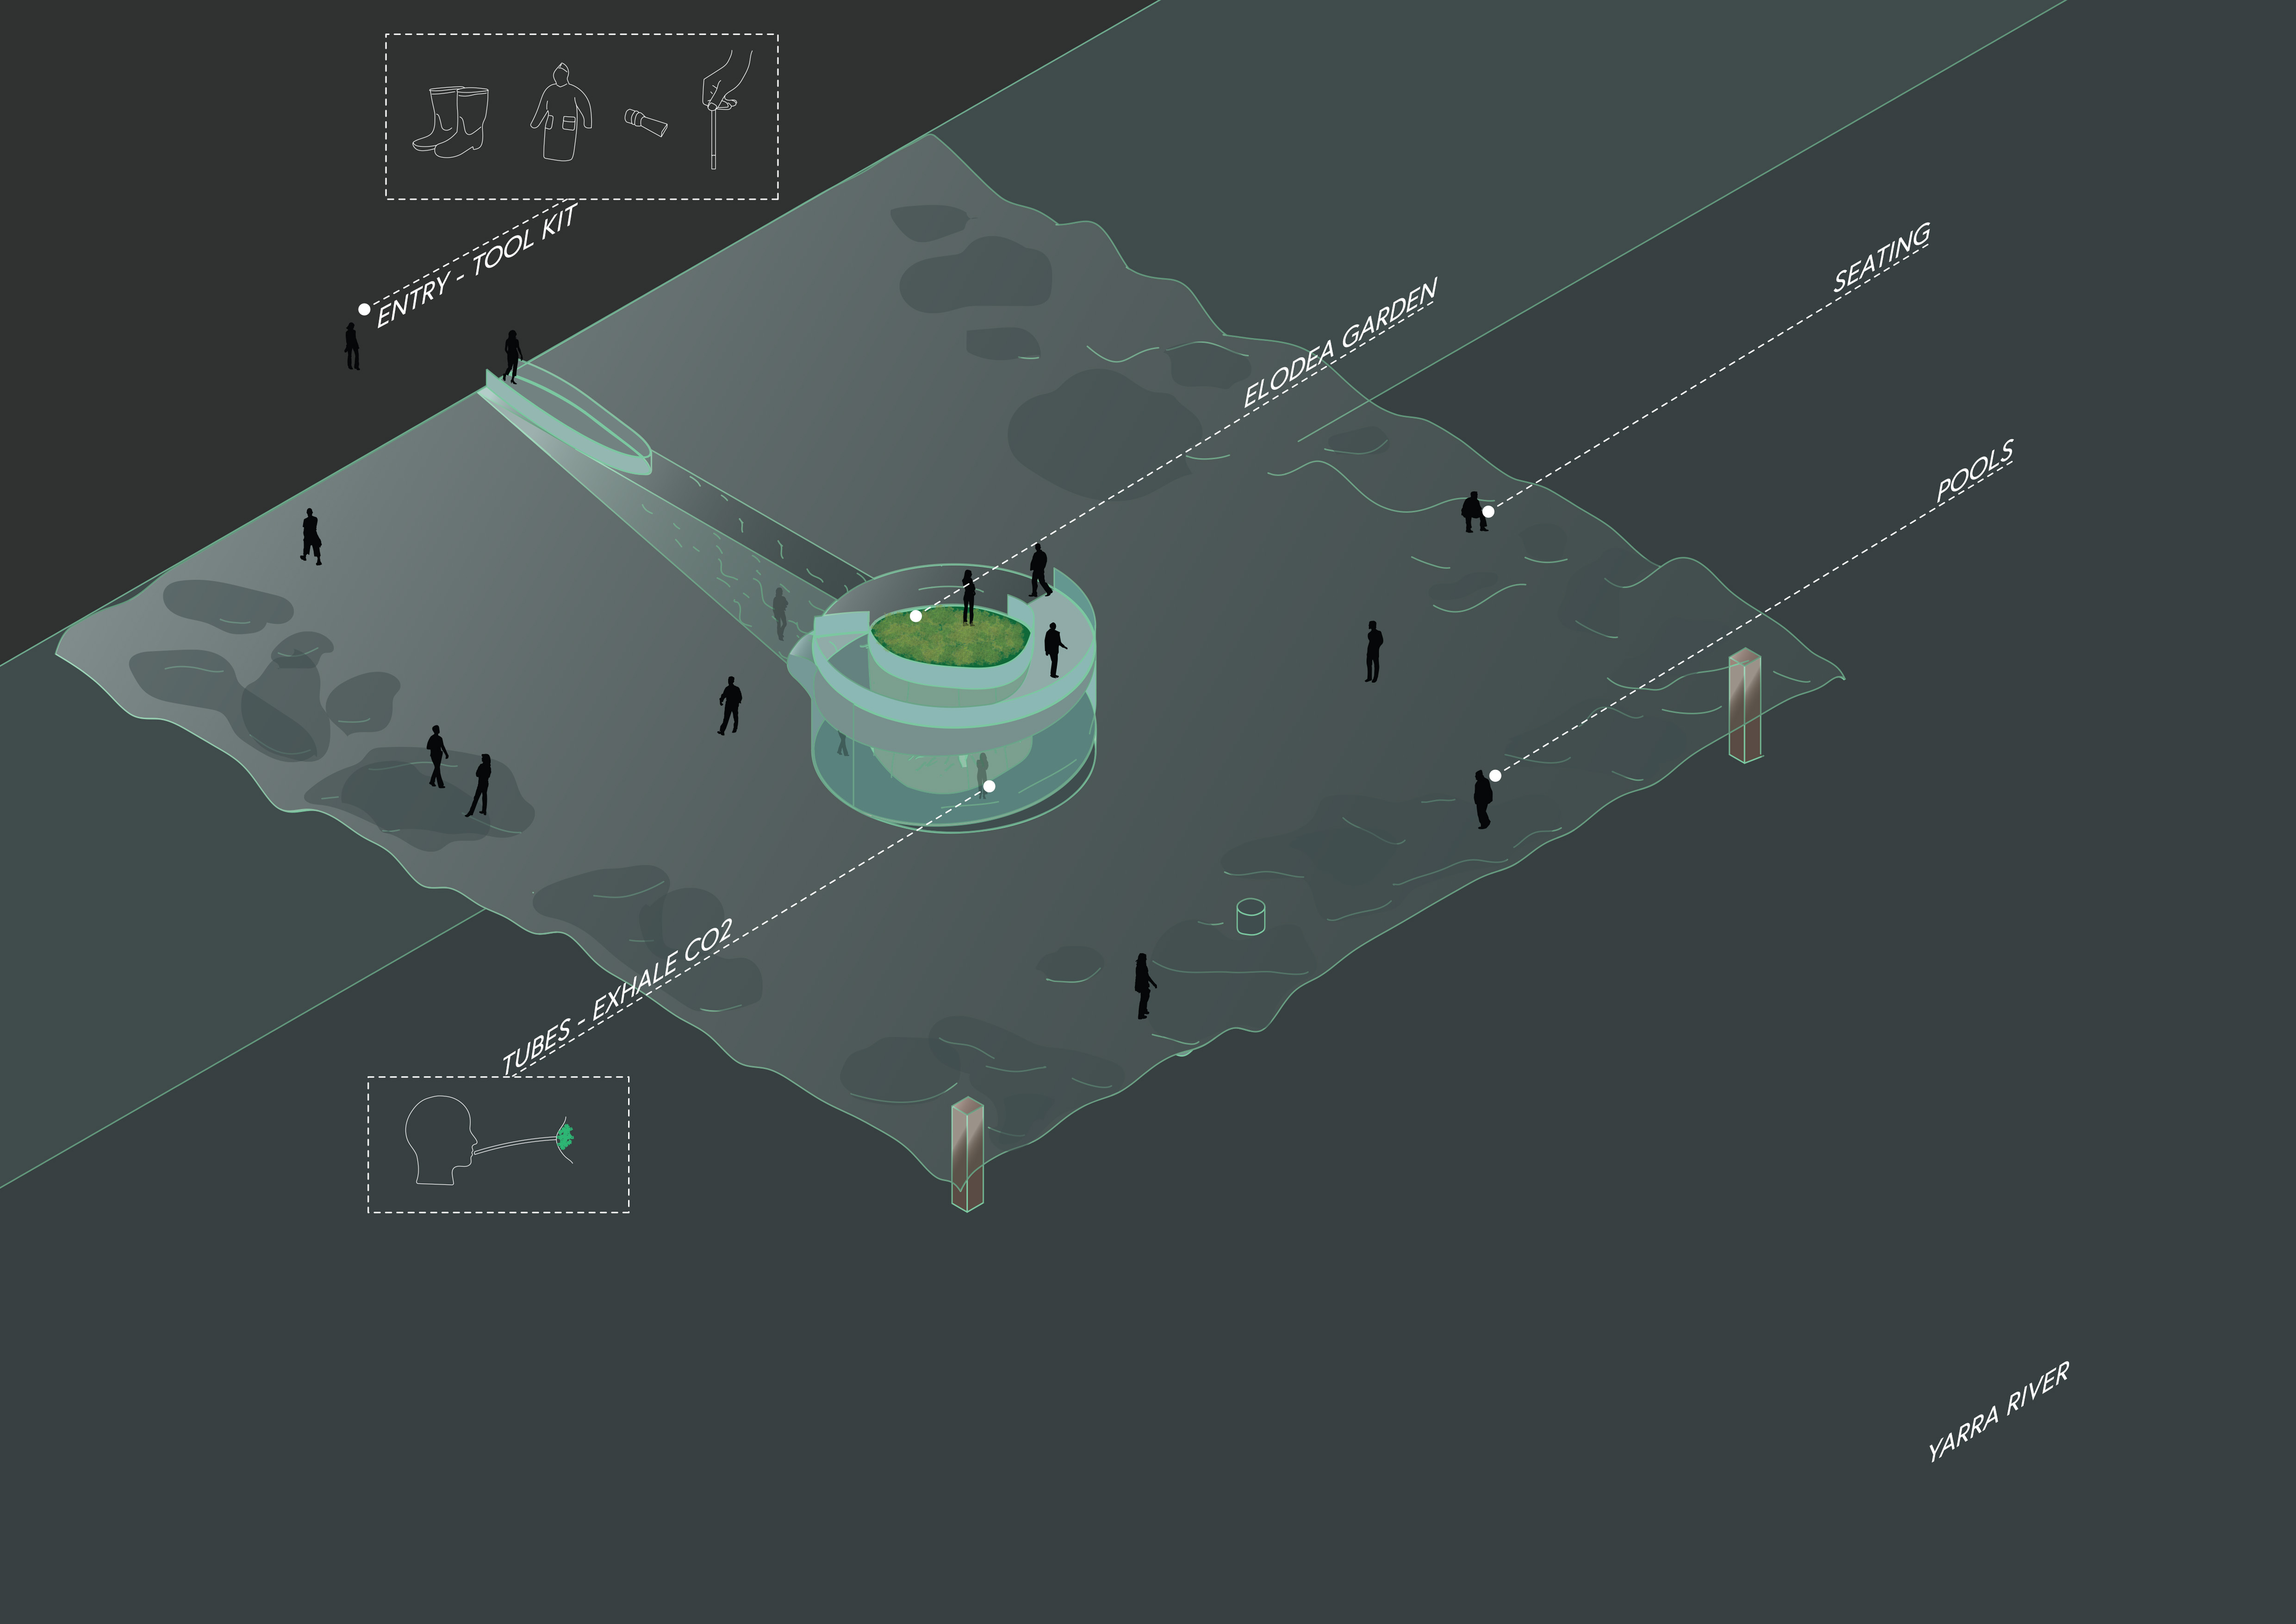 ENTRY - TOOL KIT
ELODEA GARDEN
SEATING
POOLS
TUBES - EXHALE CO2
YARRA RIVER